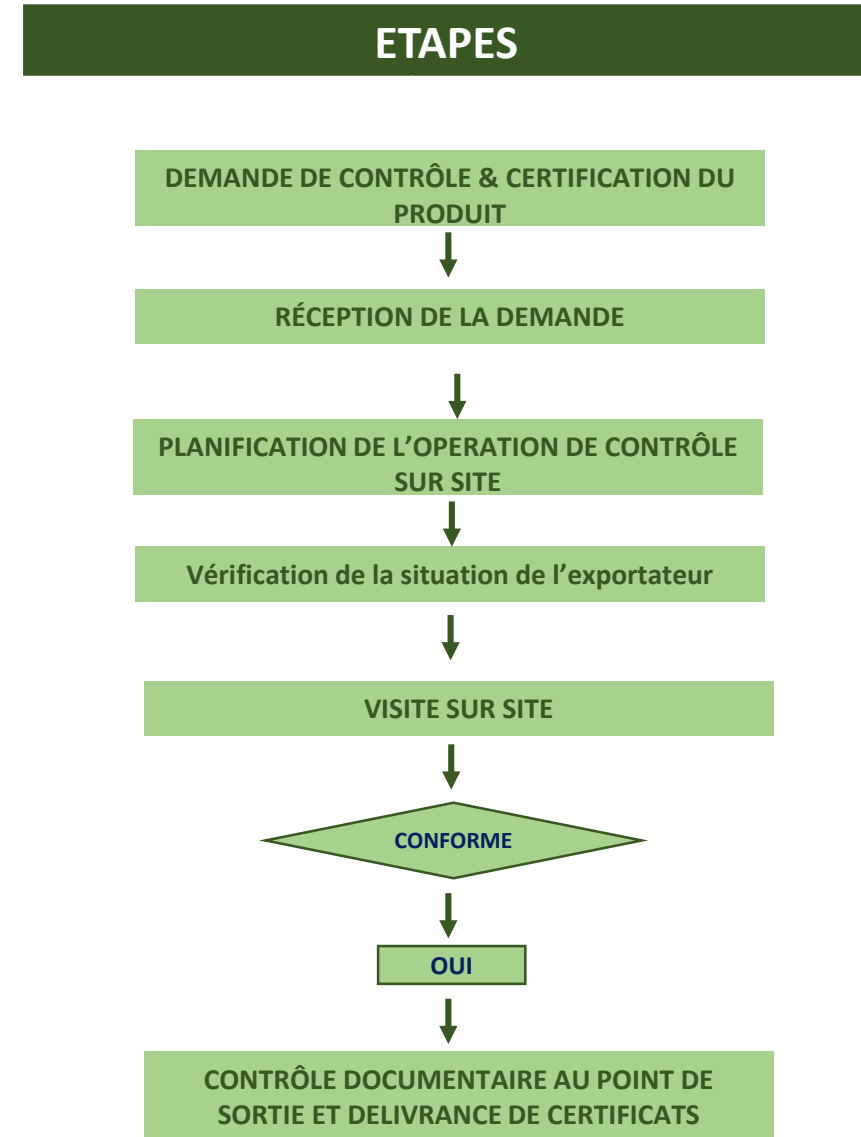 ETAPES
DEMANDE DE CONTRÔLE & CERTIFICATION DU
PRODUIT
RÉCEPTION DE LA DEMANDE
PLANIFICATION DE L’OPERATION DE CONTRÔLE
SUR SITE
Vérification de la situation de l’exportateur
VISITE SUR SITE
CONFORME
OUI
CONTRÔLE DOCUMENTAIRE AU POINT DE
SORTIE ET DELIVRANCE DE CERTIFICATS